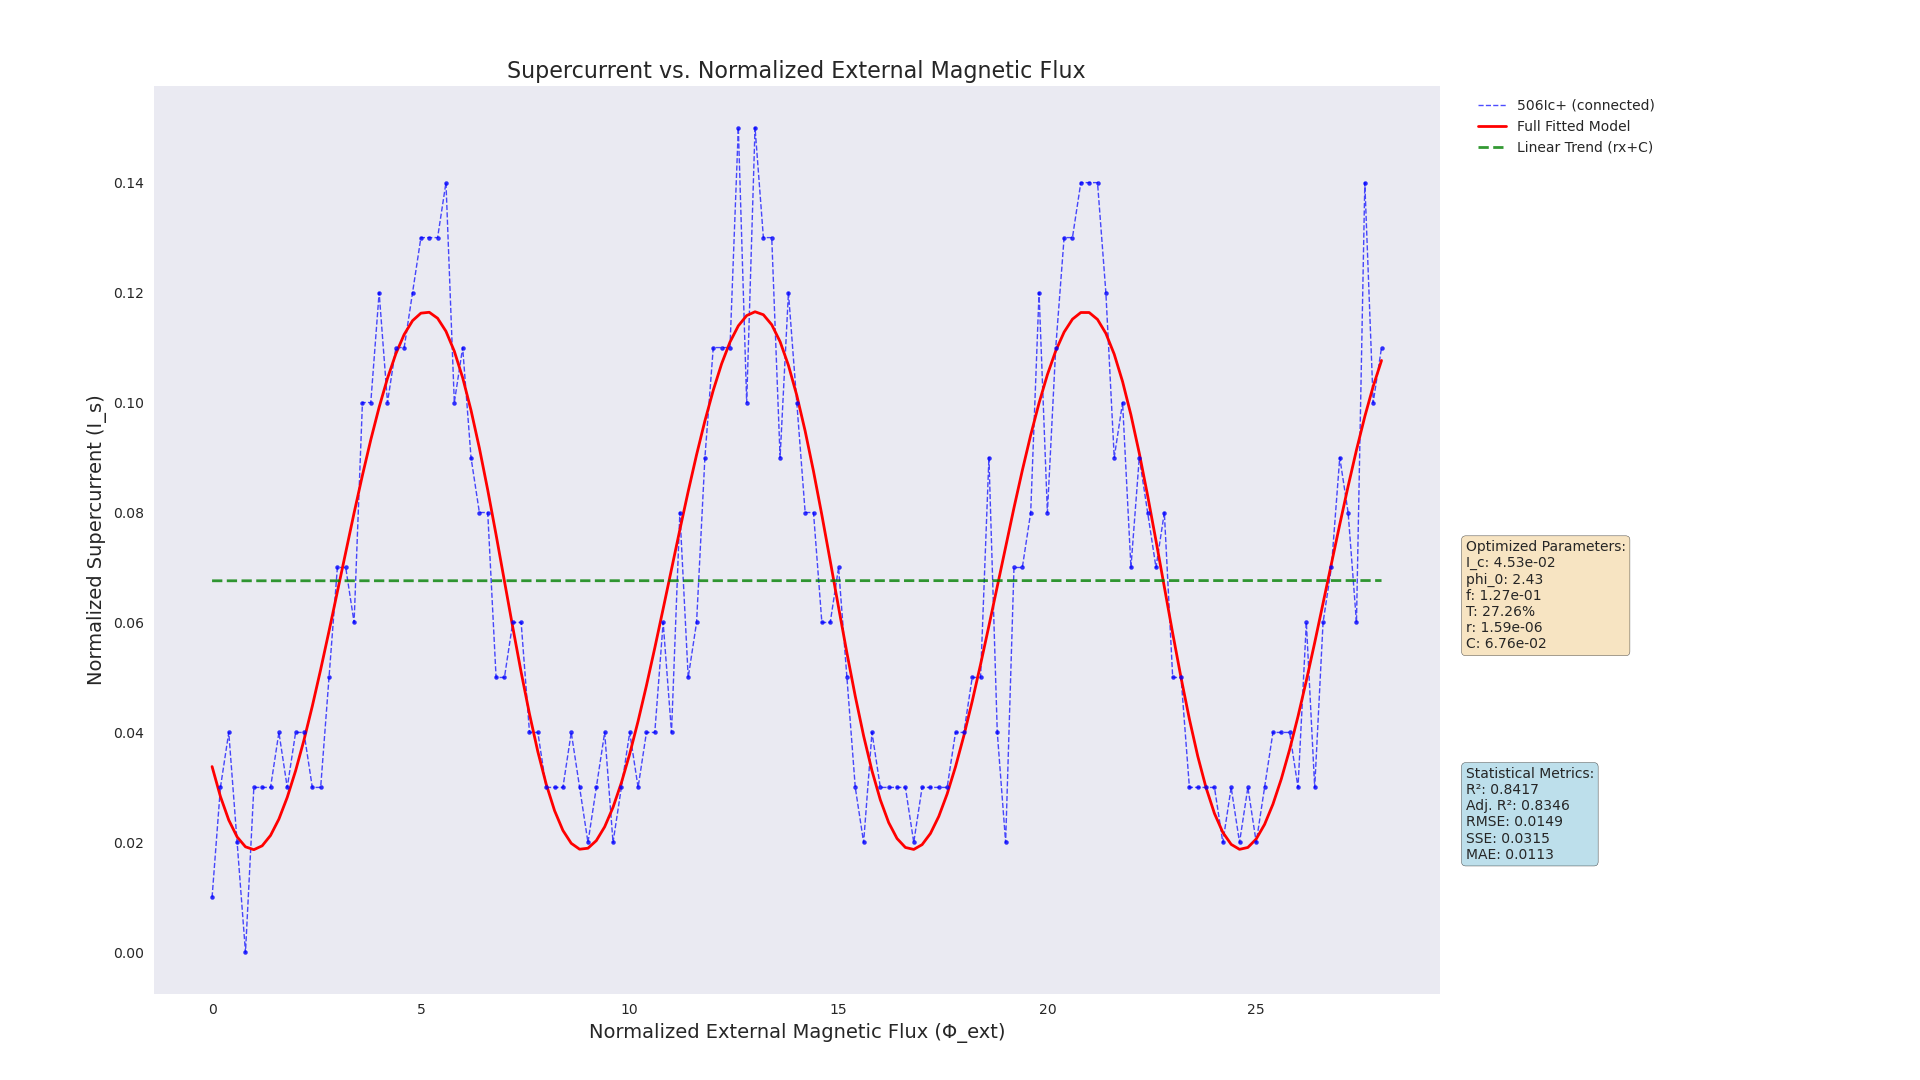 Supercurrent vs. Normalized External Magnetic Flux
506Ic+ (connected)
Full Fitted Model
Linear Trend (rx+C)
Normalized Supercurrent (I_s)
0.14
0.12
0.10
0.08
0.06
0.04
0.02
0.00
0
5
10
15
20
25
Normalized External Magnetic Flux (Φ_ext)
Optimized Parameters:
I_c: 4.53e-02
phi_0: 2.43
f: 1.27e-01
T: 27.26%
r: 1.59e-06
C: 6.76e-02
Statistical Metrics:
R²: 0.8417
Adj. R²: 0.8346
RMSE: 0.0149
SSE: 0.0315
MAE: 0.0113